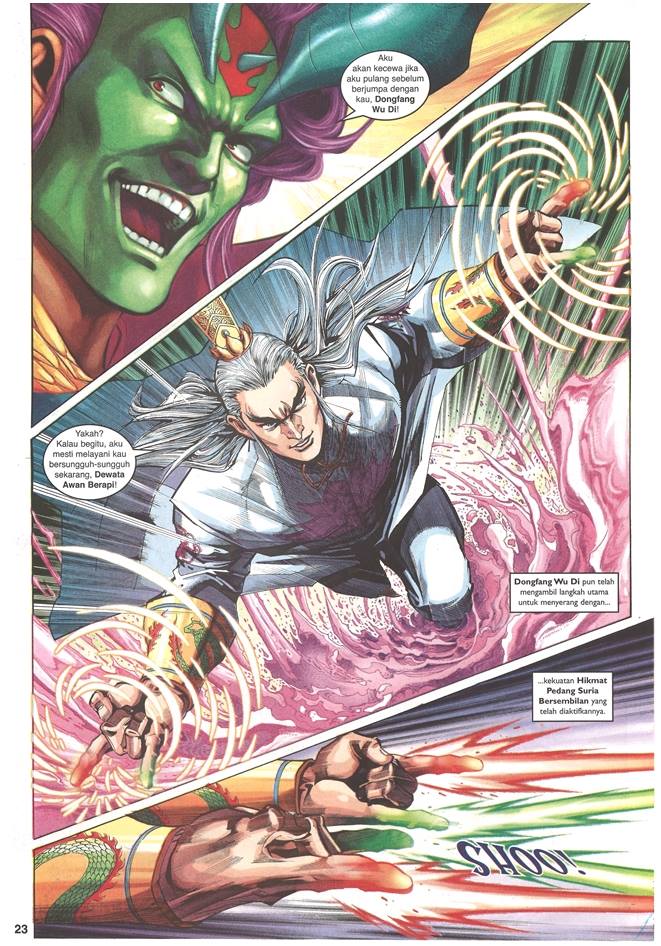 Aku
akan kecewa jika
aku pulang sebelum
berjumpa dengan
kau, Dongfang
Wu Di!
Yakah?
Kalau begitu, aku
mesti melayani kau
bersungguh-sungguh
sekarang, Dewata
Awan Berapi!
Dongfang Wu Di pun telah
mengambil langkah utama
untuk menyerang dengan...
...kekuatan Hikmat
Pedang Suria
Bersembilan yang
telah diaktifkannya.
SHOO!
23